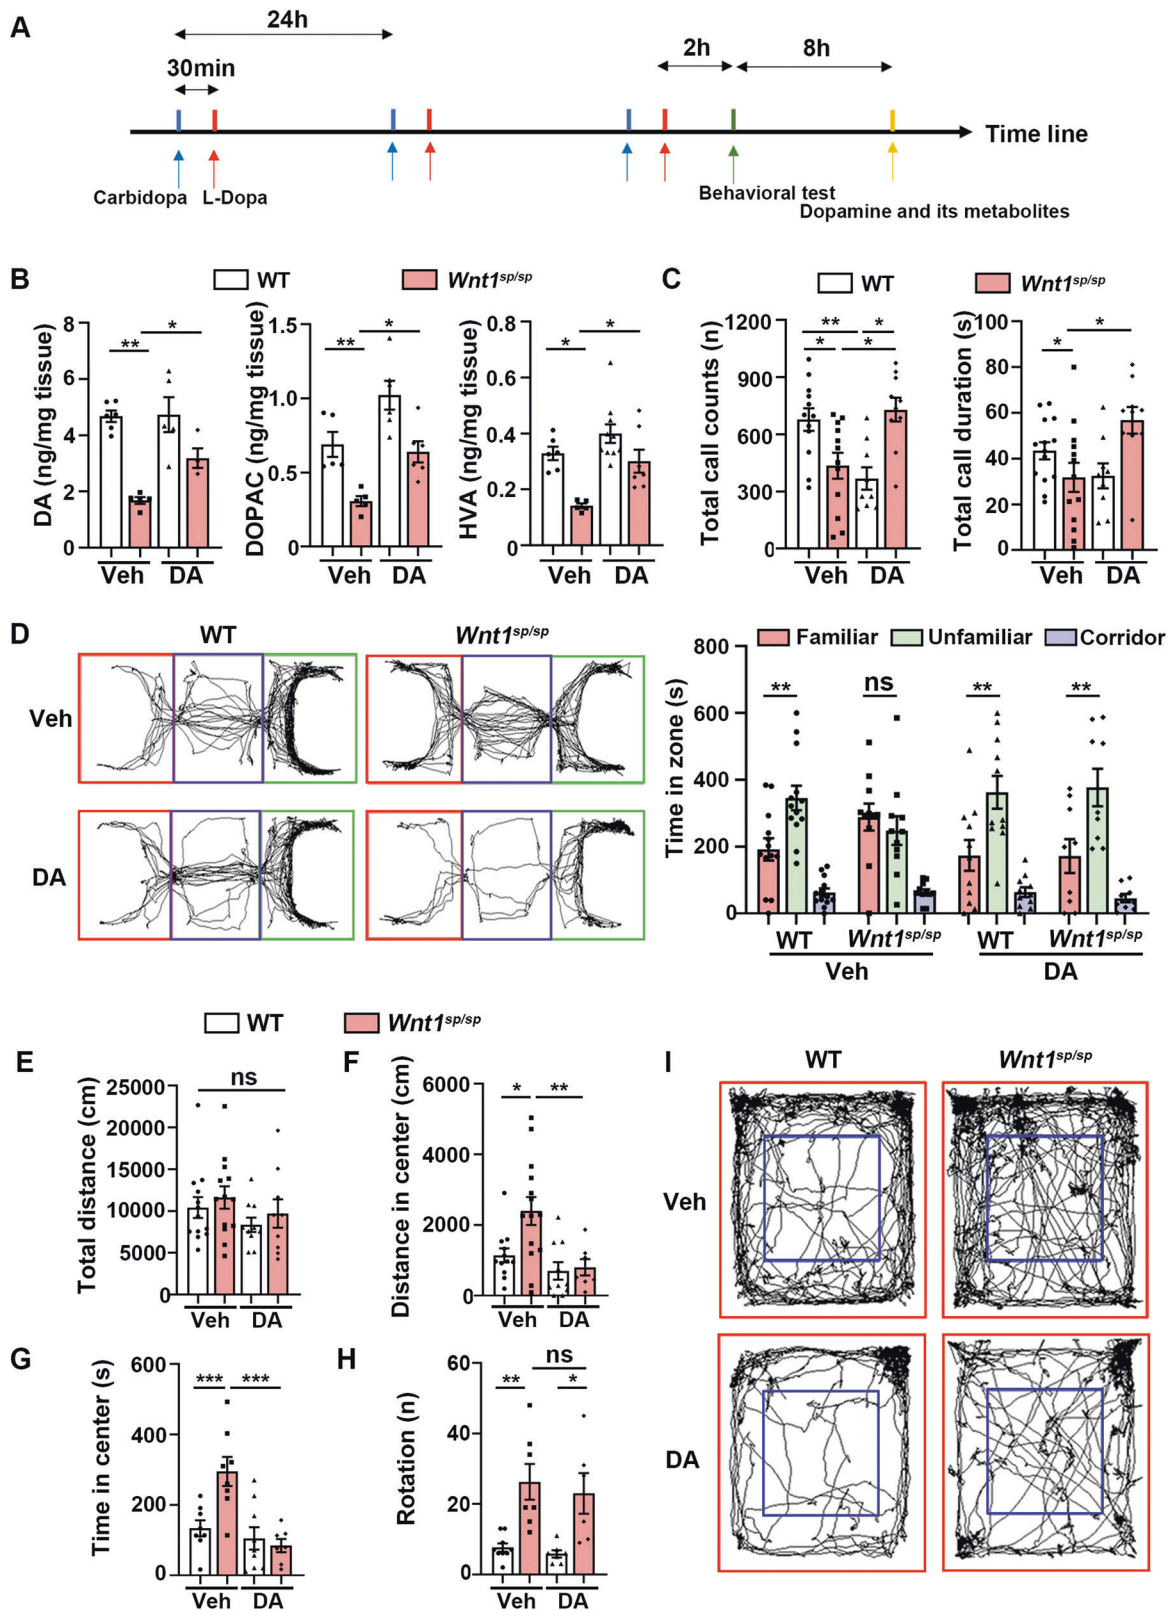 A
24h
2h
8h
30min
Time line
Carbidopa L-Dopa
Behavioral test
Dopamine and its metabolites
B
WT
Wnt1sp/sp
DA (ng/mg tissue)
8
6
4
2
0
**
*
Veh DA
DOPAC (ng/mg tissue)
1.5
1.0
0.5
0
**
*
Veh DA
HVA (ng/mg tissue)
0.8
0.6
0.4
0.2
0
*
*
Veh DA
C
WT
Wnt1sp/sp
Total call counts (n)
1200
900
600
300
0
** *
* *
Veh DA
Total call duration (s)
100
80
60
40
20
0
*
*
Veh DA
D
WT
Wnt1sp/sp
Veh
DA
Familiar Unfamiliar Corridor
Time in zone (s)
800
600
400
200
0
** ns ** **
WT Wnt1sp/sp WT Wnt1sp/sp
Veh DA
WT
Wnt1sp/sp
E
Total distance (cm)
25000
20000
15000
10000
5000
0
ns
Veh DA
F
Distance in center (cm)
6000
4000
2000
0
* **
Veh DA
G
Time in center (s)
600
400
200
0
*** ***
Veh DA
H
Rotation (n)
60
40
20
0
ns
** *
Veh DA
I
WT
Wnt1sp/sp
Veh
DA